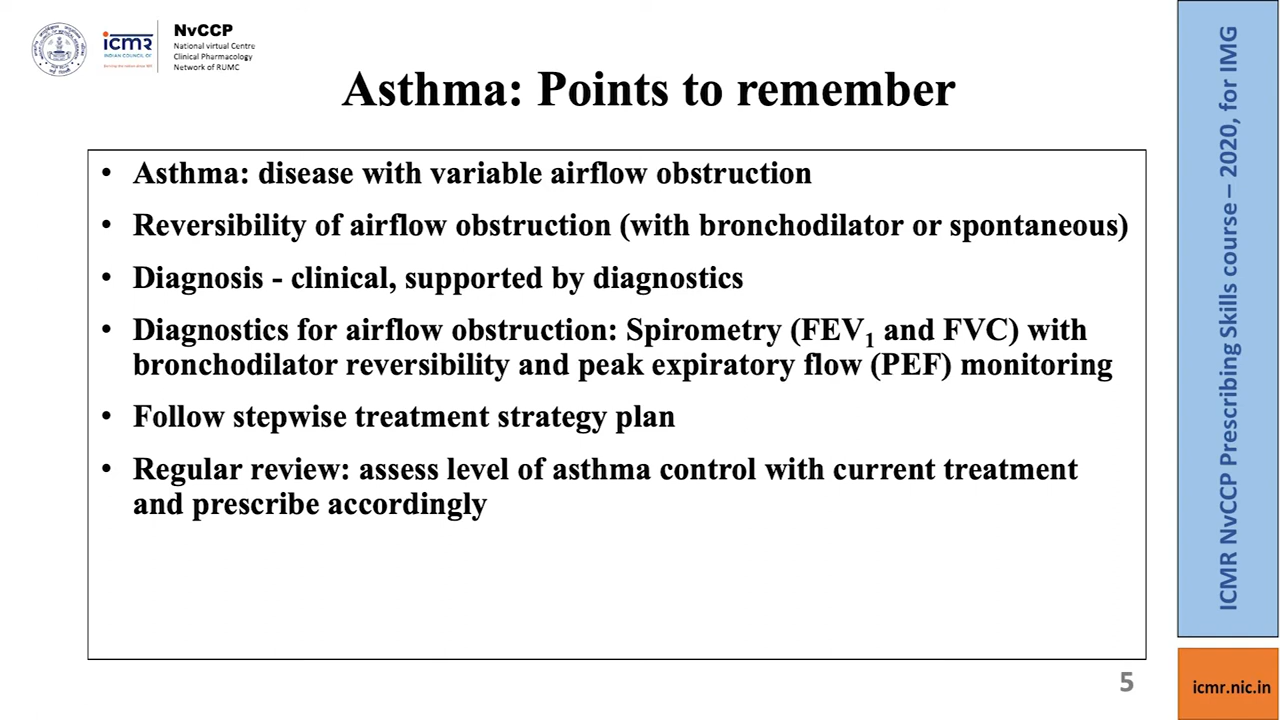 icmr
INDIAN COUNCIL OF
NvCCP
National virtual Centre
Clinical Pharmacology
Network of RUMC
Asthma: Points to remember
• Asthma: disease with variable airflow obstruction
• Reversibility of airflow obstruction (with bronchodilator or spontaneous)
• Diagnosis - clinical, supported by diagnostics
• Diagnostics for airflow obstruction: Spirometry (FEV₁ and FVC) with
bronchodilator reversibility and peak expiratory flow (PEF) monitoring
• Follow stepwise treatment strategy plan
• Regular review: assess level of asthma control with current treatment
and prescribe accordingly
5
ICMR NvCCP Prescribing Skills course – 2020, for IMG
icmr.nic.in